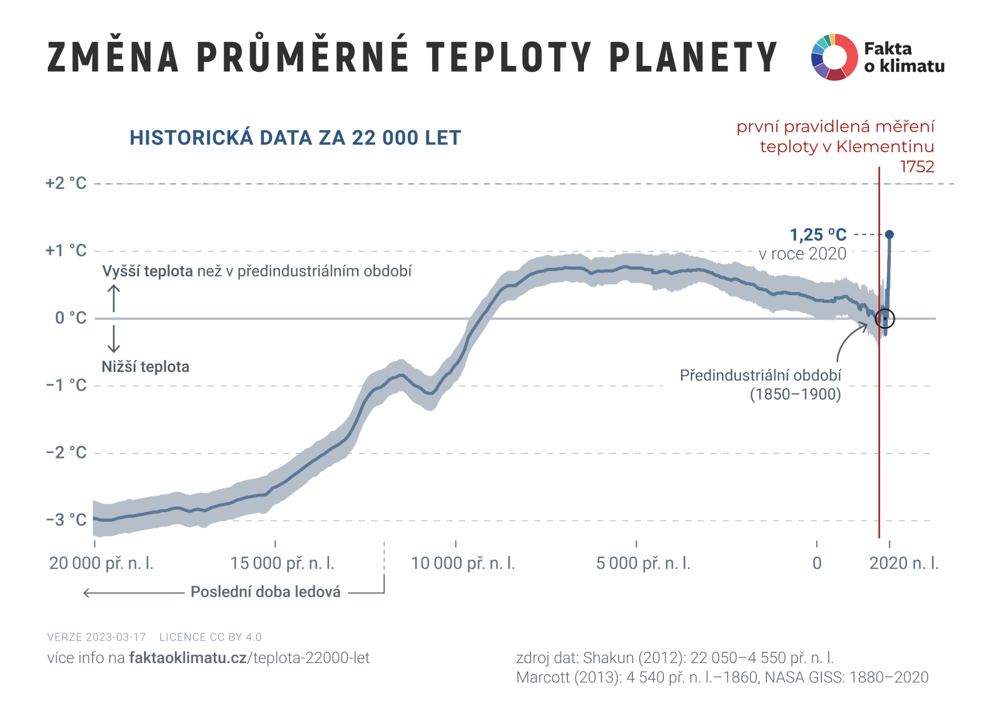 ZMĚNA PRŮMĚRNÉ TEPLOTY PLANETY
Fakta
o klimatu
HISTORICKÁ DATA ZA 22 000 LET
první pravidlená měření
teploty v Klementinu
1752
+2 °C
1,25 ºC
v roce 2020
+1 °C
Vyšší teplota než v předindustriálním období
0 °C
Nižší teplota
Předindustriální období
(1850–1900)
−1 °C
−2 °C
−3 °C
20 000 př. n. l.
15 000 př. n. l.
10 000 př. n. l.
5 000 př. n. l.
0
2020 n. l.
Poslední doba ledová
VERZE 2023-03-17 LICENCE CC BY 4.0
více info na faktaoklimatu.cz/teplota-22000-let
zdroj dat: Shakun (2012): 22 050–4 550 př. n. l.
Marcott (2013): 4 540 př. n. l.–1860, NASA GISS: 1880–2020